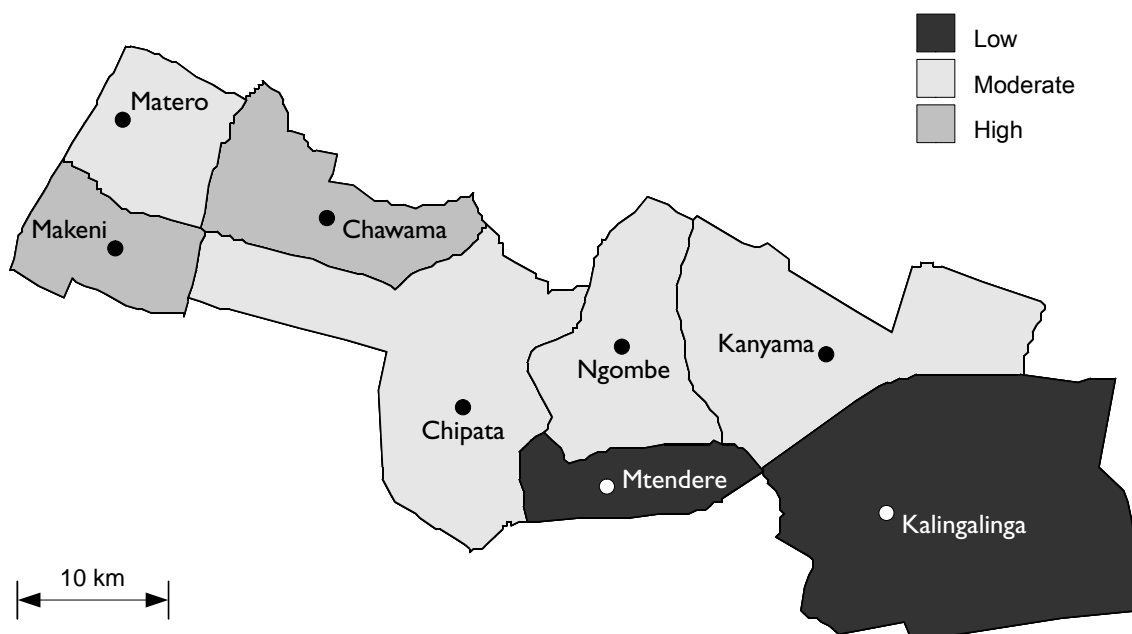 Low
Moderate
High
Matero
Makeni
Chawama
Ngombe
Kanyama
Chipata
Mtendere
Kalingalinga
10 km